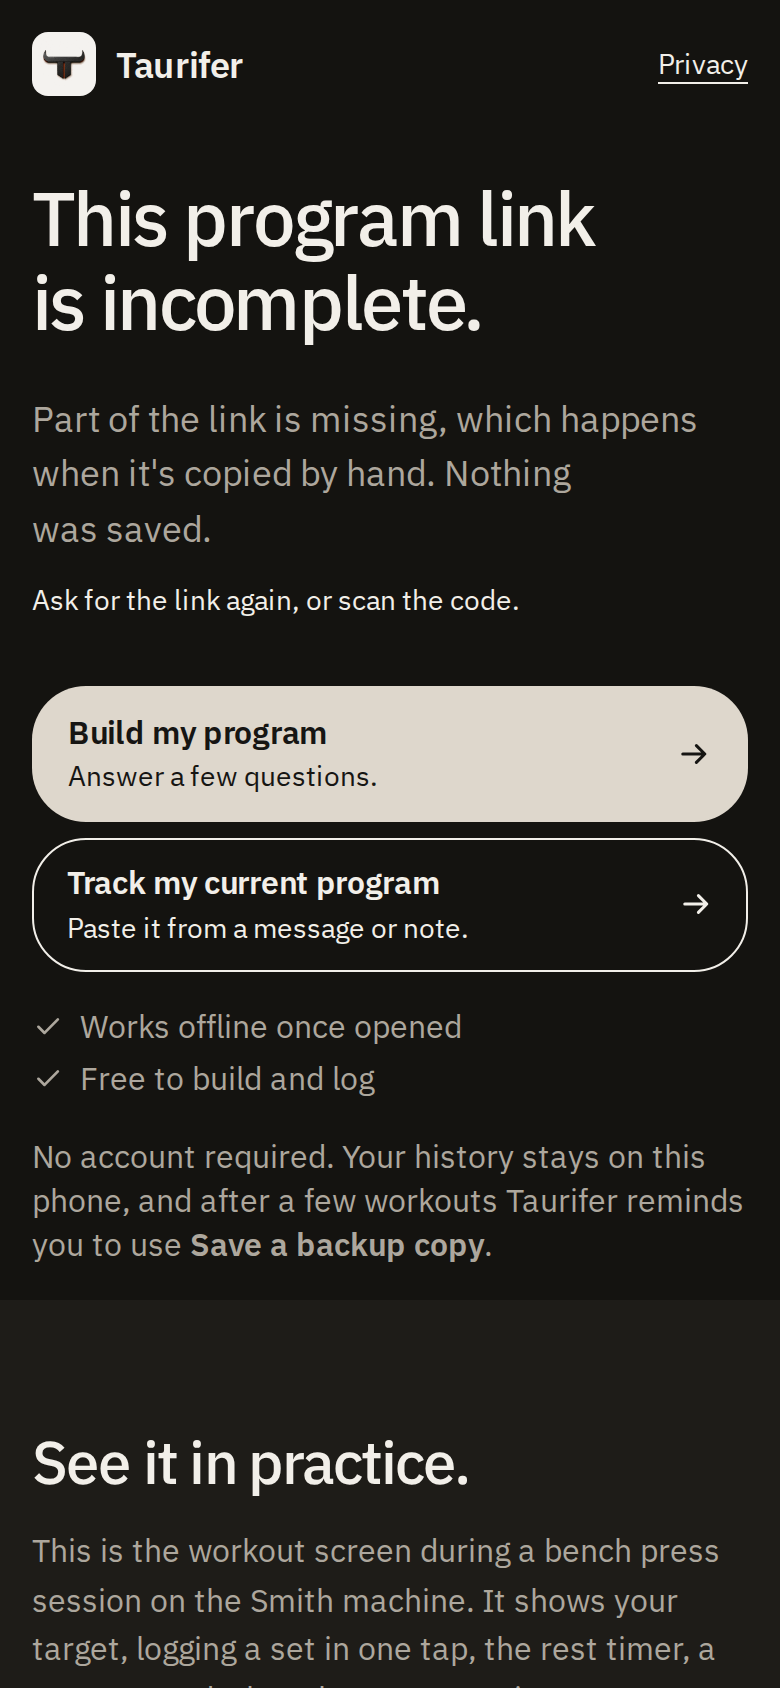 Taurifer
Privacy
This program link
is incomplete.
Part of the link is missing, which happens
when it's copied by hand. Nothing
was saved.
Ask for the link again, or scan the code.
Build my program
Answer a few questions.
Track my current program
Paste it from a message or note.
Works offline once opened
Free to build and log
No account required. Your history stays on this
phone, and after a few workouts Taurifer reminds
you to use Save a backup copy.
See it in practice.
This is the workout screen during a bench press
session on the Smith machine. It shows your
target, logging a set in one tap, the rest timer, a